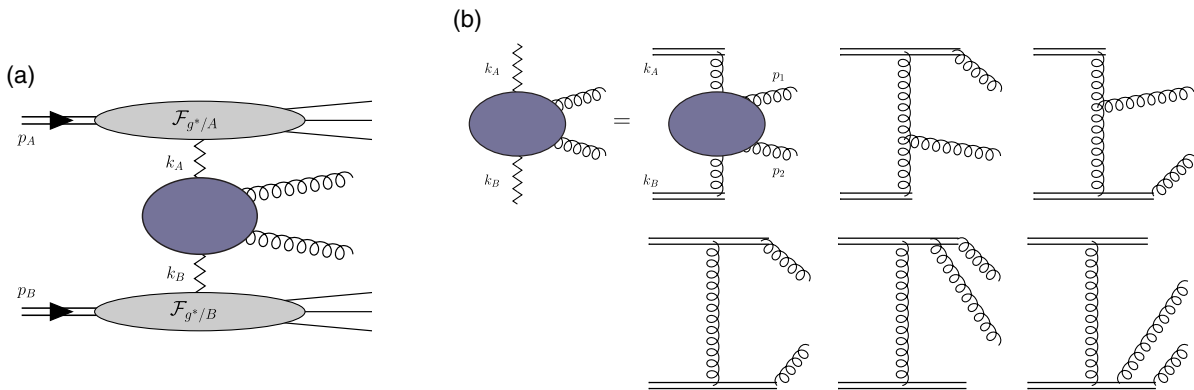 (a)
p_A
\mathcal{F}_{g^*/A}
k_A
k_B
p_B
\mathcal{F}_{g^*/B}
(b)
k_A
k_B
=
k_A
p_1
k_B
p_2